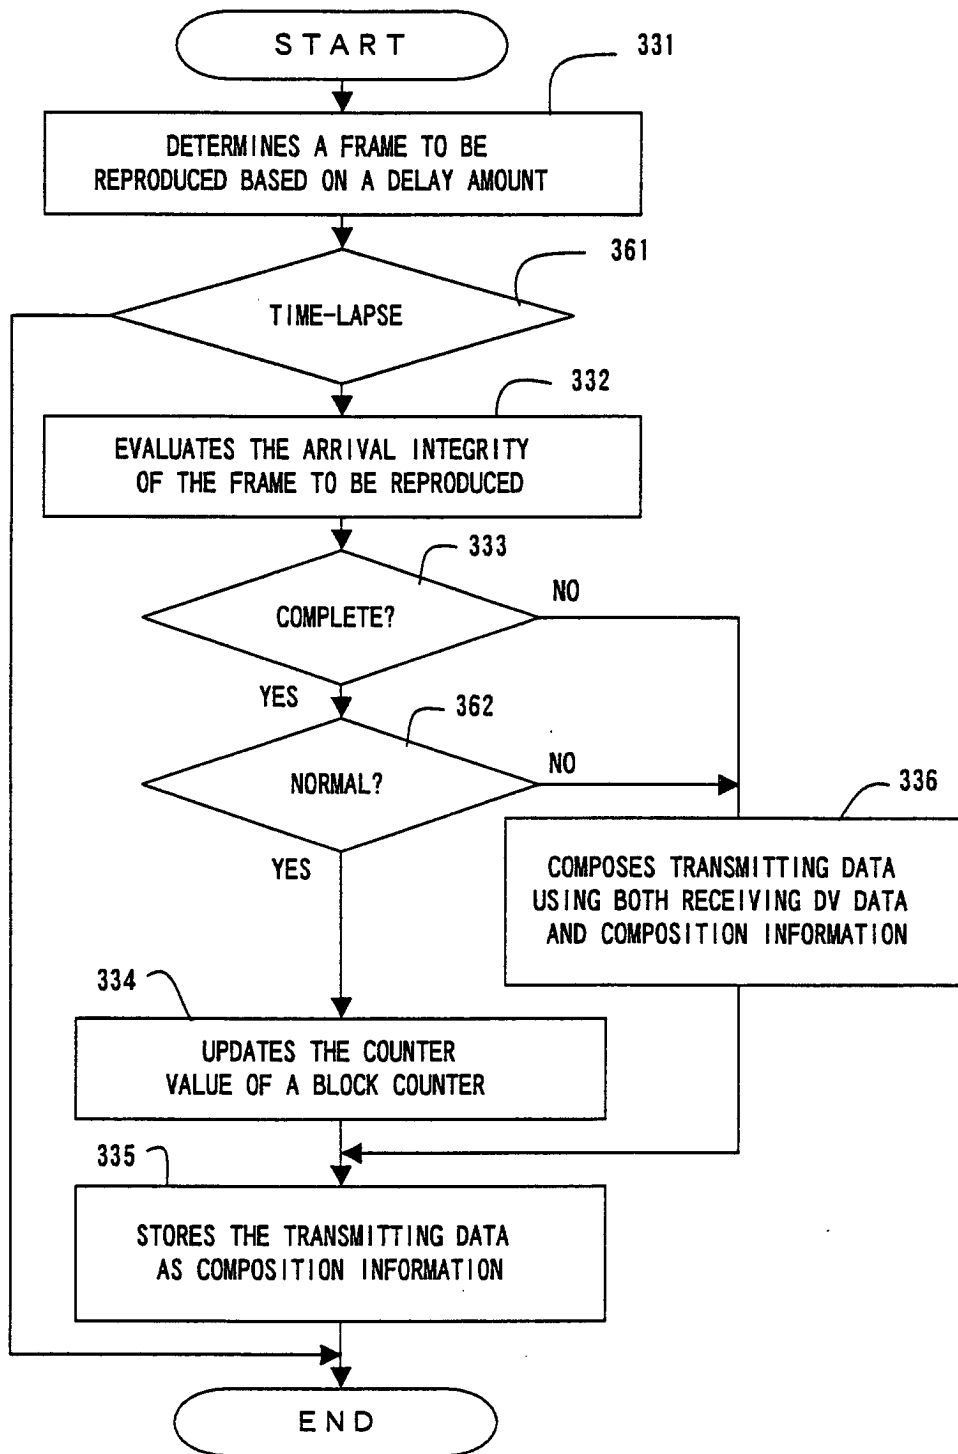 START
331
DETERMINES A FRAME TO BE
REPRODUCED BASED ON A DELAY AMOUNT
361
TIME-LAPSE
332
EVALUATES THE ARRIVAL INTEGRITY
OF THE FRAME TO BE REPRODUCED
333
COMPLETE?
NO
YES
362
NORMAL?
NO
YES
336
COMPOSES TRANSMITTING DATA
USING BOTH RECEIVING DV DATA
AND COMPOSITION INFORMATION
334
UPDATES THE COUNTER
VALUE OF A BLOCK COUNTER
335
STORES THE TRANSMITTING DATA
AS COMPOSITION INFORMATION
END